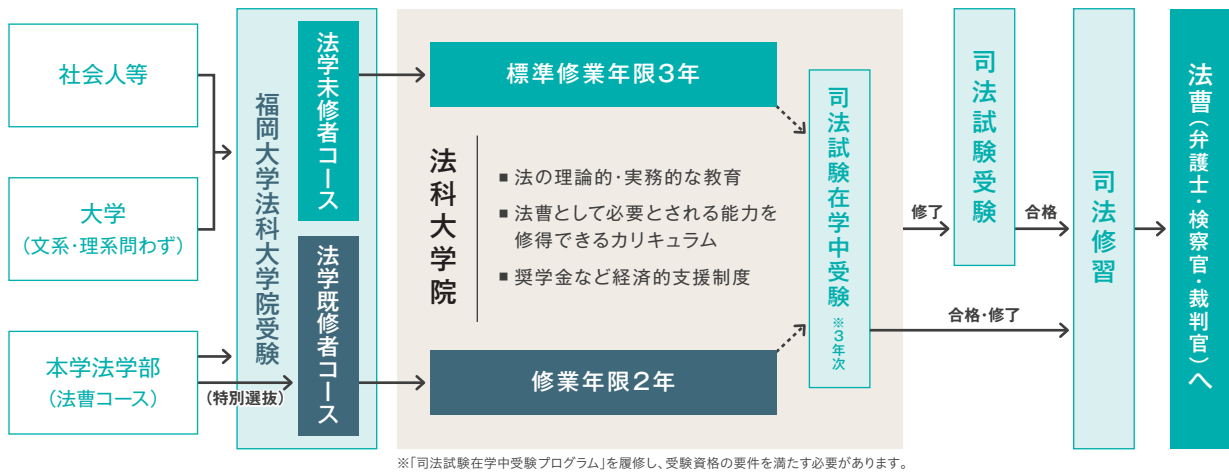 社会人等
大学
（文系・理系問わず）
本学法学部
（法曹コース）
（特別選抜）
福岡大学法科大学院受験
法学未修者コース
法学既修者コース
標準修業年限3年
法科大学院
■ 法の理論的・実務的な教育
■ 法曹として必要とされる能力を
修得できるカリキュラム
■ 奨学金など経済的支援制度
修業年限2年
司法試験在学中受験 ※3年次
修了
司法試験受験
合格
合格・修了
司法修習
法曹（弁護士・検察官・裁判官）へ
※「司法試験在学中受験プログラム」を履修し、受験資格の要件を満たす必要があります。